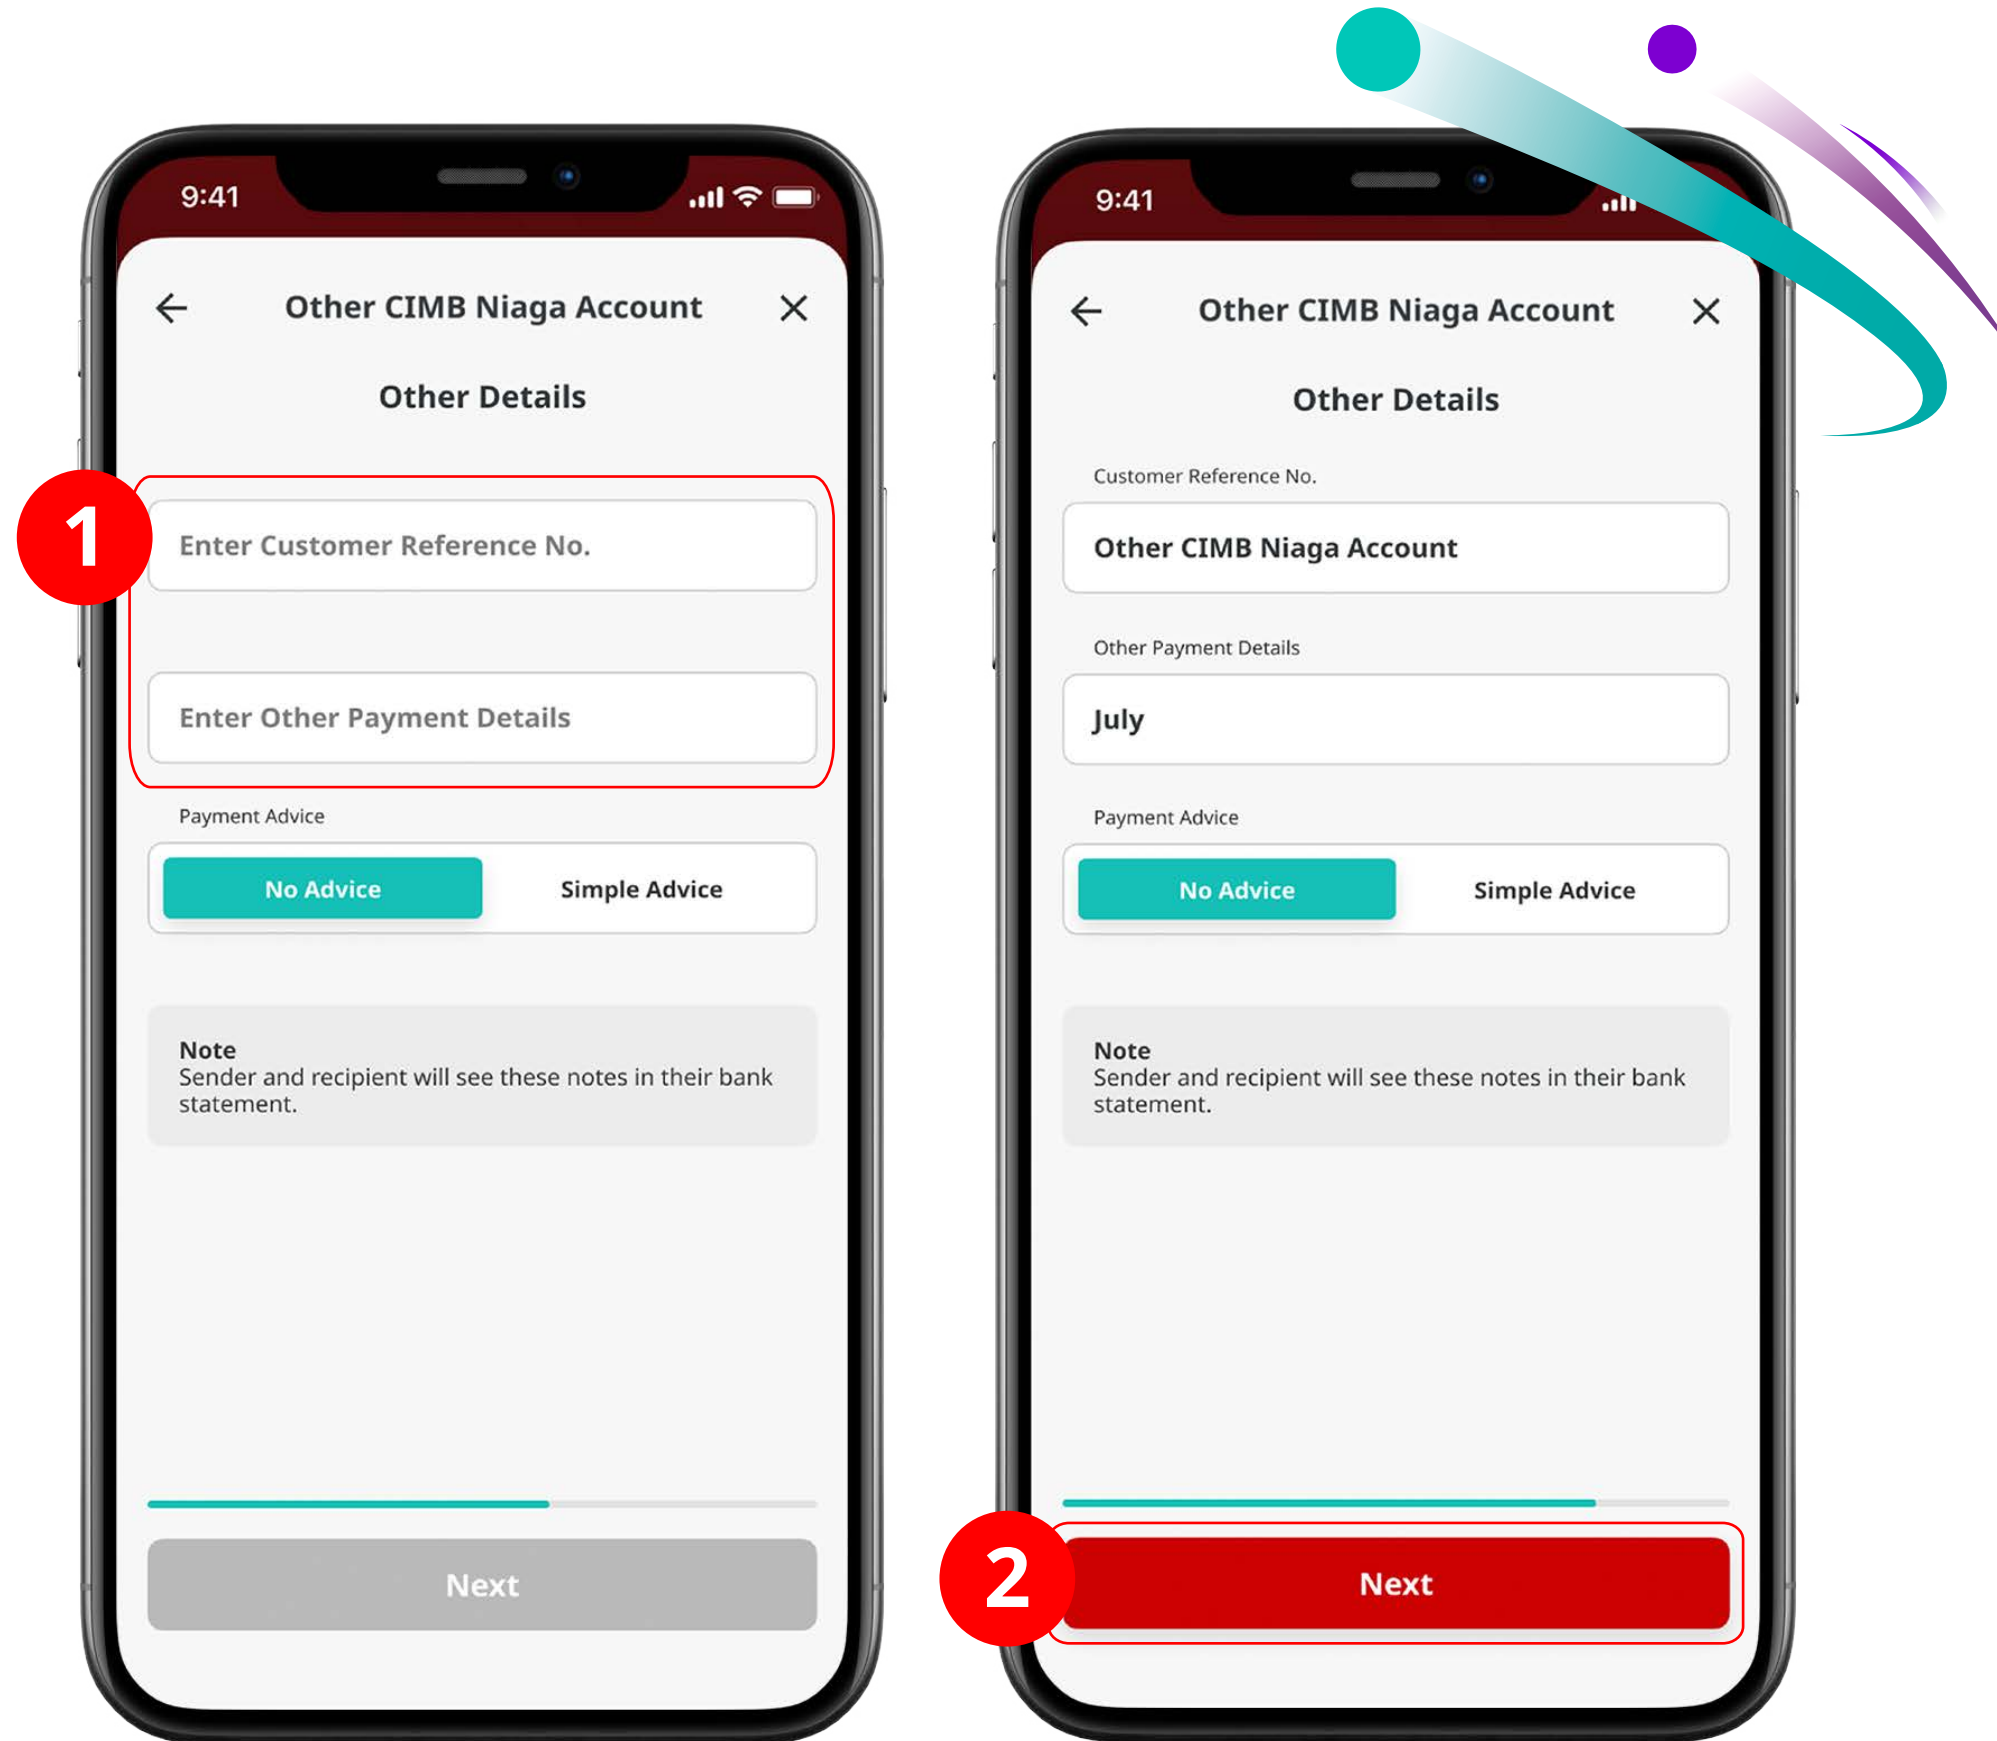 9:41
Other CIMB Niaga Account
Other Details
1
Enter Customer Reference No.
Enter Other Payment Details
Payment Advice
No Advice
Simple Advice
Note
Sender and recipient will see these notes in their bank
statement.
Next
9:41
Other CIMB Niaga Account
Other Details
Customer Reference No.
Other CIMB Niaga Account
Other Payment Details
July
Payment Advice
No Advice
Simple Advice
Note
Sender and recipient will see these notes in their bank
statement.
2
Next